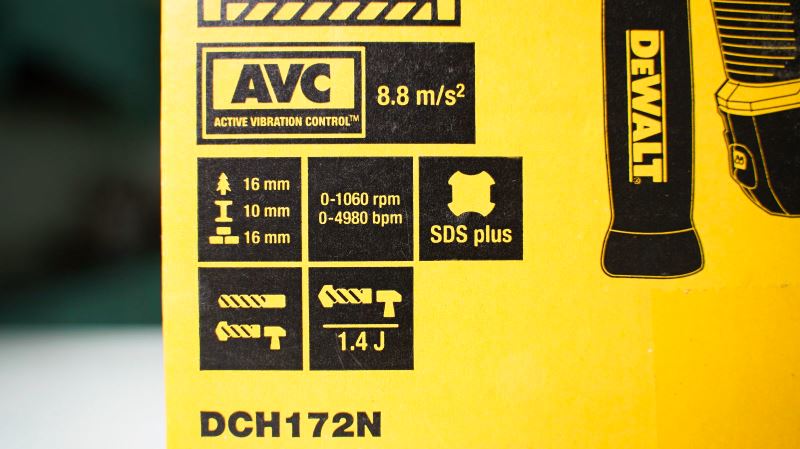 AVC
ACTIVE VIBRATION CONTROL™
8.8 m/s²
16 mm
10 mm
16 mm
0-1060 rpm
0-4980 bpm
SDS plus
1.4 J
DCH172N
DEWALT®